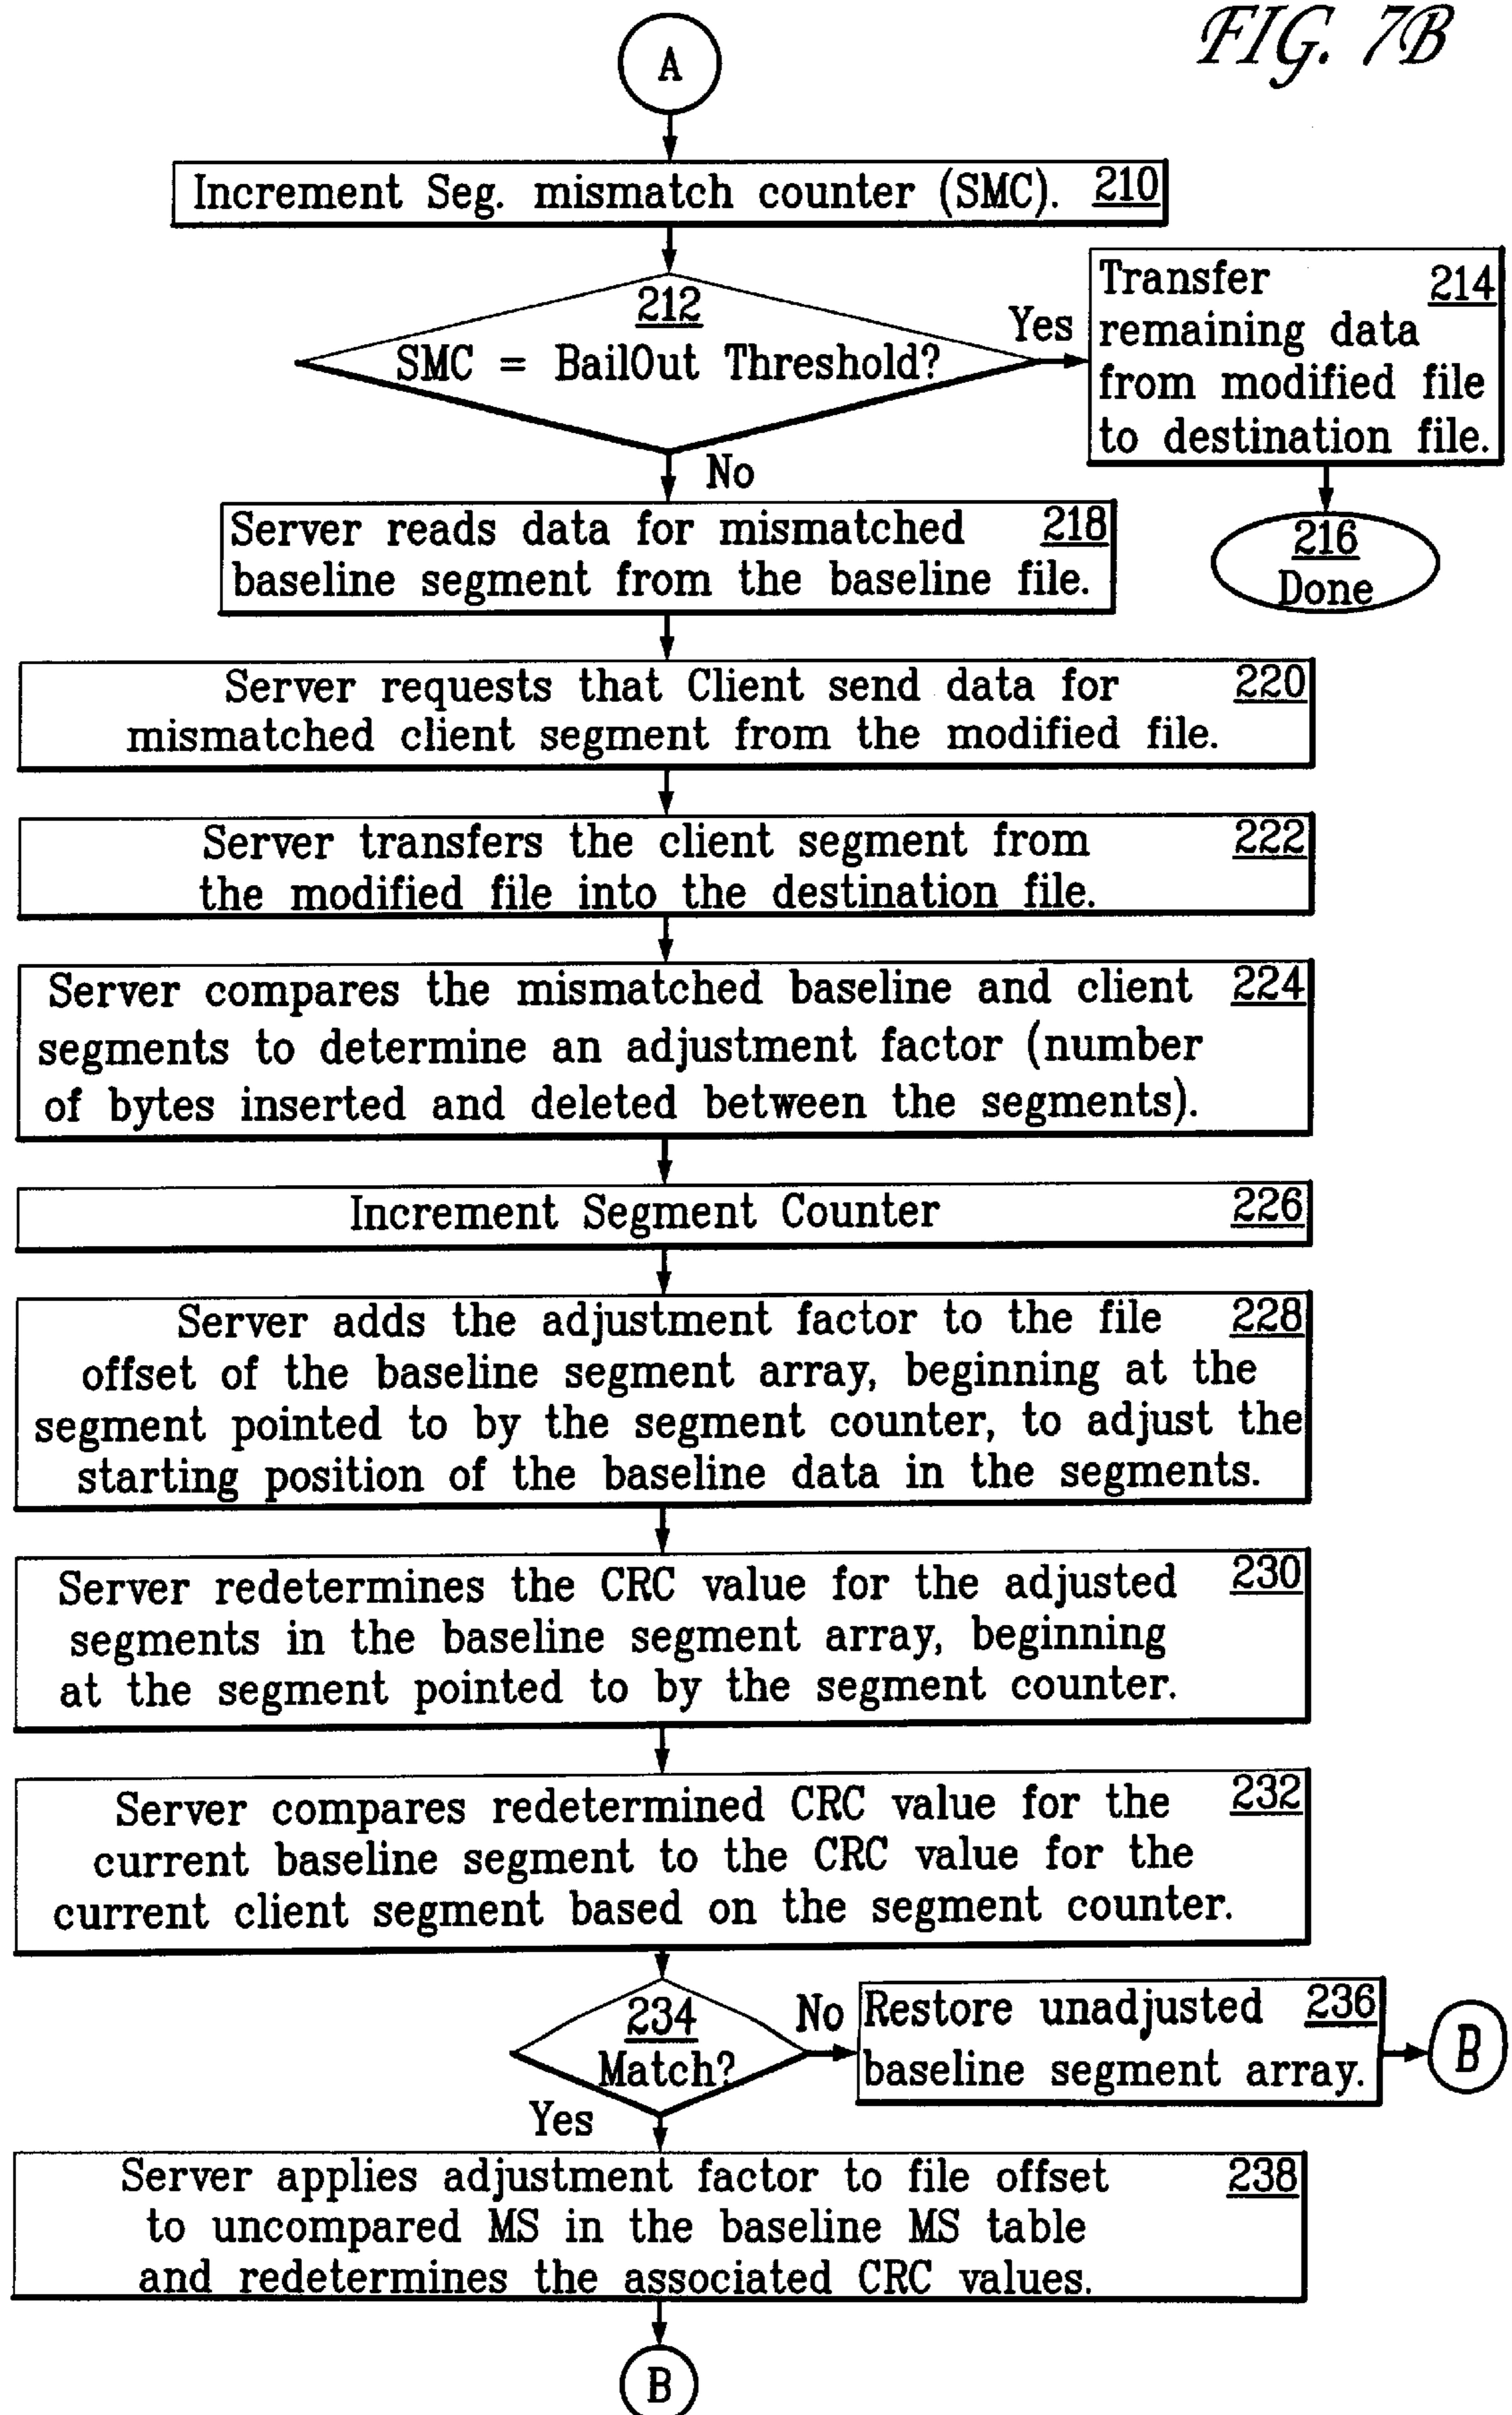 FIG. 7B
A
Increment Seg. mismatch counter (SMC). 210
212
SMC = BailOut Threshold?
Yes
Transfer 214
remaining data
from modified file
to destination file.
No
216
Done
Server reads data for mismatched 218
baseline segment from the baseline file.
Server requests that Client send data for 220
mismatched client segment from the modified file.
Server transfers the client segment from 222
the modified file into the destination file.
Server compares the mismatched baseline and client 224
segments to determine an adjustment factor (number
of bytes inserted and deleted between the segments).
Increment Segment Counter 226
Server adds the adjustment factor to the file 228
offset of the baseline segment array, beginning at the
segment pointed to by the segment counter, to adjust the
starting position of the baseline data in the segments.
Server redetermines the CRC value for the adjusted 230
segments in the baseline segment array, beginning
at the segment pointed to by the segment counter.
Server compares redetermined CRC value for the 232
current baseline segment to the CRC value for the
current client segment based on the segment counter.
234
Match?
No
Restore unadjusted 236
baseline segment array.
B
Yes
Server applies adjustment factor to file offset 238
to uncompared MS in the baseline MS table
and redetermines the associated CRC values.
B